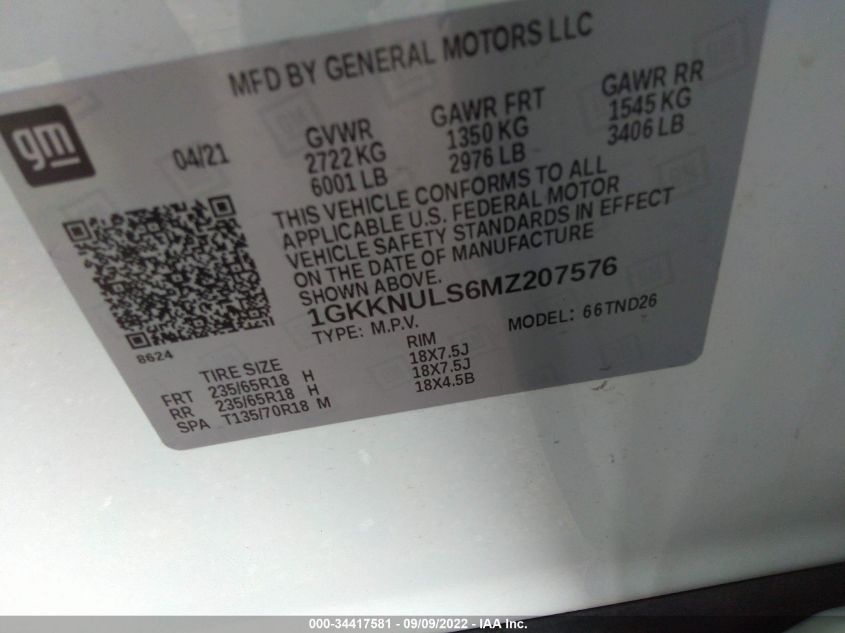 MFD BY GENERAL MOTORS LLC
gm
04/21
GVWR
2722 KG
6001 LB
GAWR FRT
1350 KG
2976 LB
GAWR RR
1545 KG
3406 LB
THIS VEHICLE CONFORMS TO ALL
APPLICABLE U.S. FEDERAL MOTOR
VEHICLE SAFETY STANDARDS IN EFFECT
ON THE DATE OF MANUFACTURE
SHOWN ABOVE.
1GKKNULS6MZ207576
TYPE: M.P.V.
MODEL: 66TND26
8624
TIRE SIZE
RIM
FRT 235/65R18 H 18X7.5J
RR 235/65R18 H 18X7.5J
SPA T135/70R18 M 18X4.5B
000-34417581 - 09/09/2022 - IAA Inc.